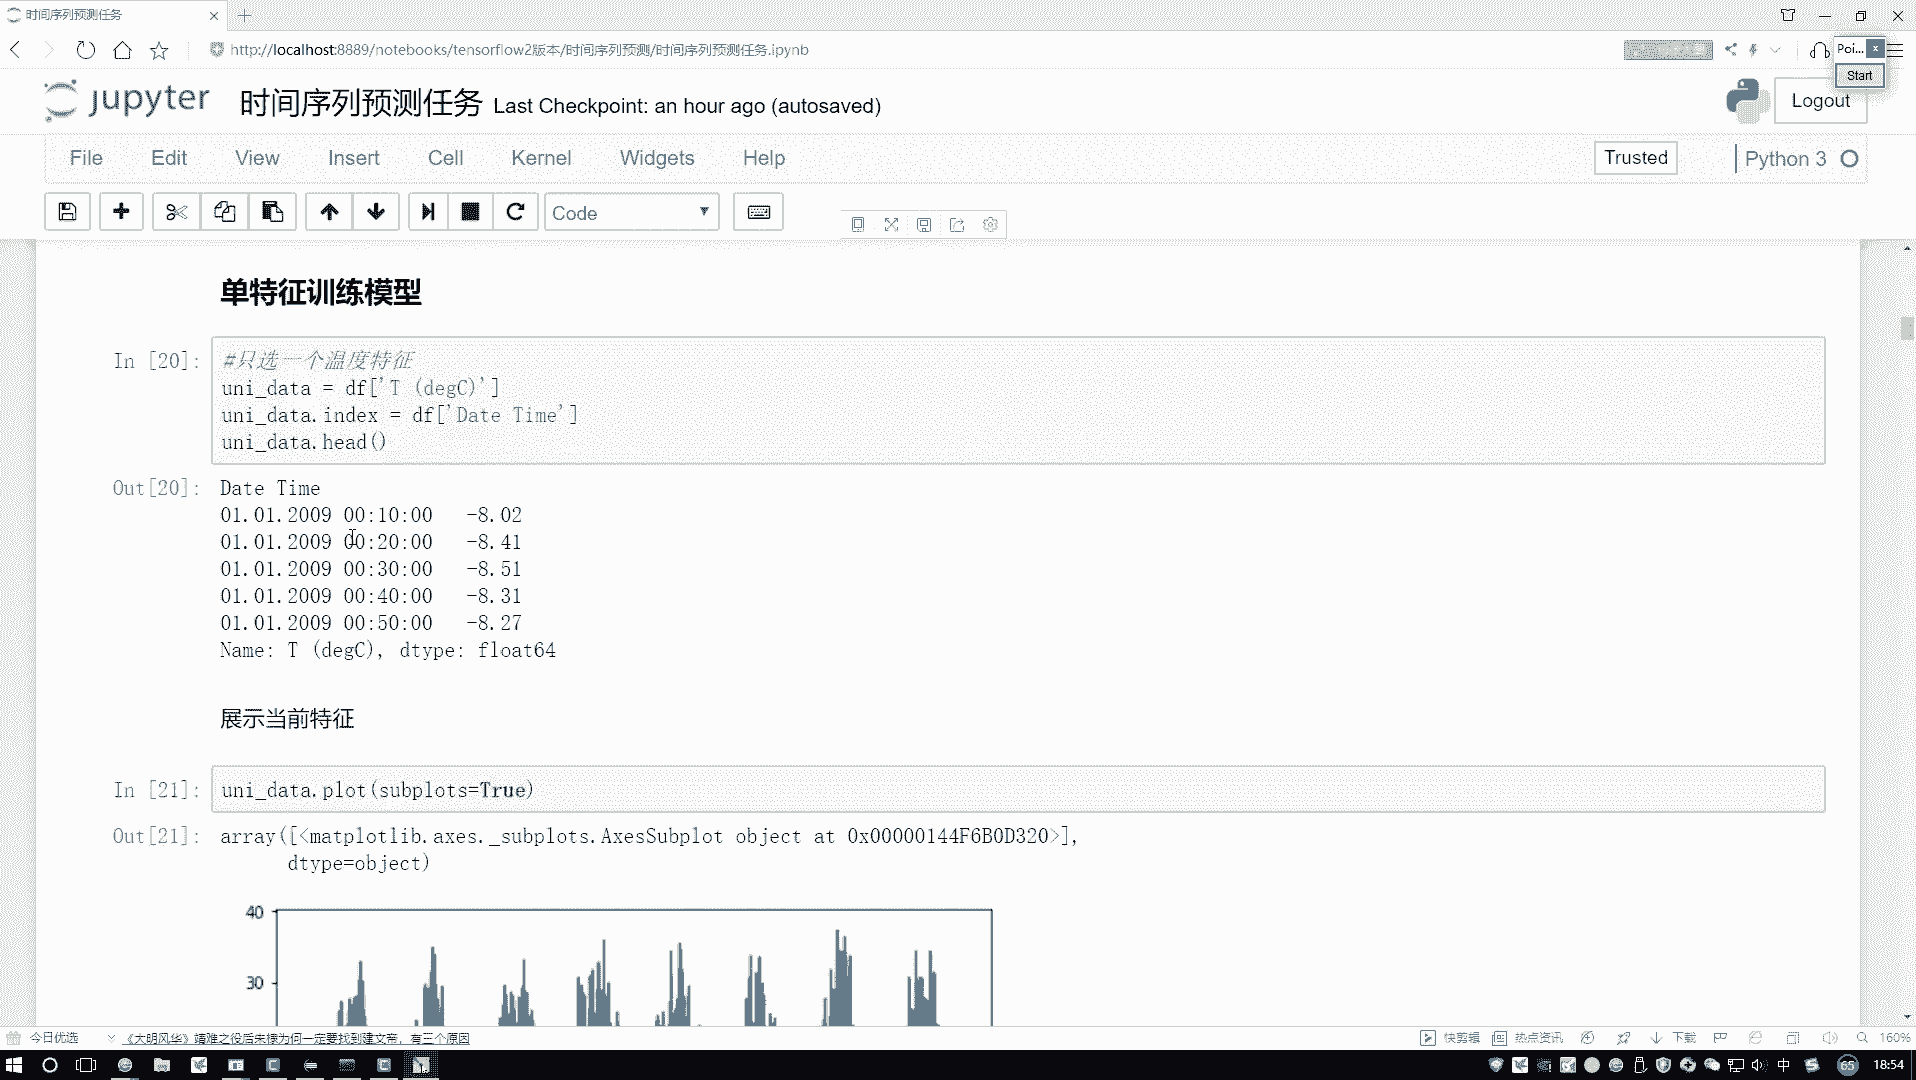 时间序列预测任务
http://localhost:8889/notebooks/tensorflow2版本/时间序列预测/时间序列预测任务.ipynb
Poi...
Start
jupyter 时间序列预测任务 Last Checkpoint: an hour ago (autosaved)
Logout
File Edit View Insert Cell Kernel Widgets Help
Trusted
Python 3
Code
单特征训练模型
In [20]:
#只选一个温度特征
uni_data = df['T (degC)']
uni_data.index = df['Date Time']
uni_data.head()
Out[20]:
Date Time
01.01.2009 00:10:00 -8.02
01.01.2009 00:20:00 -8.41
01.01.2009 00:30:00 -8.51
01.01.2009 00:40:00 -8.31
01.01.2009 00:50:00 -8.27
Name: T (degC), dtype: float64
展示当前特征
In [21]:
uni_data.plot(subplots=True)
Out[21]:
array([<matplotlib.axes._subplots.AxesSubplot object at 0x00000144F6B0D320>],
dtype=object)
40
30
今日优选
《大明风华》靖难之役后朱棣为何一定要找到建文帝，有三个原因
快剪辑
热点资讯
下载
160%
中
65
18:54